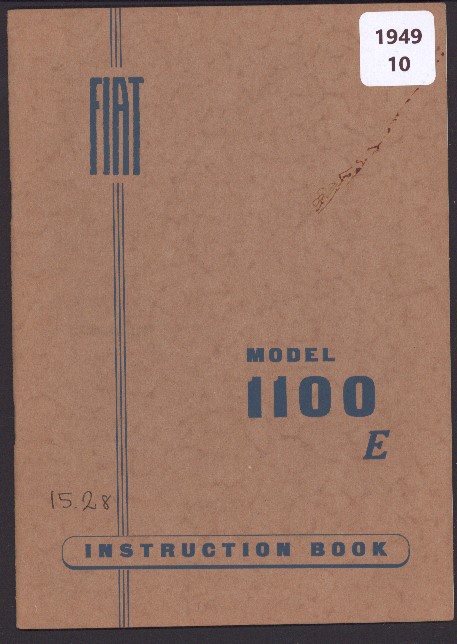 1949
10
FIAT
MODEL
1100
E
15.28
INSTRUCTION BOOK